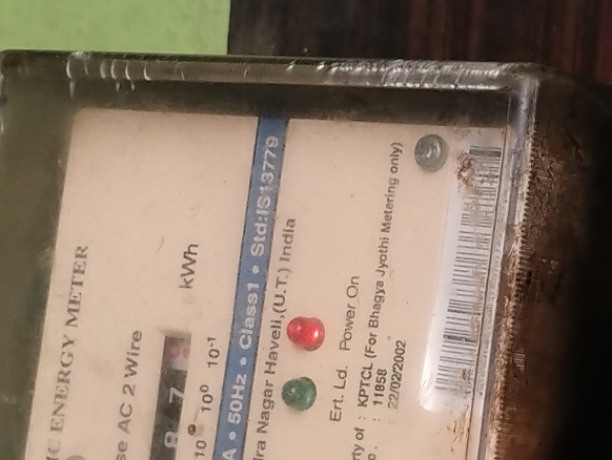 IC ENERGY METER
se AC 2 Wire
8 7 kWh
10⁰ 10⁻¹
A • 50Hz • Class1 • Std:IS13779
dra Nagar Haveli,(U.T.) India
Ert. Ld. Power On
rty of : KPTCL (For Bhagya Jyothi Metering only)
o . : 11858
22/02/2002